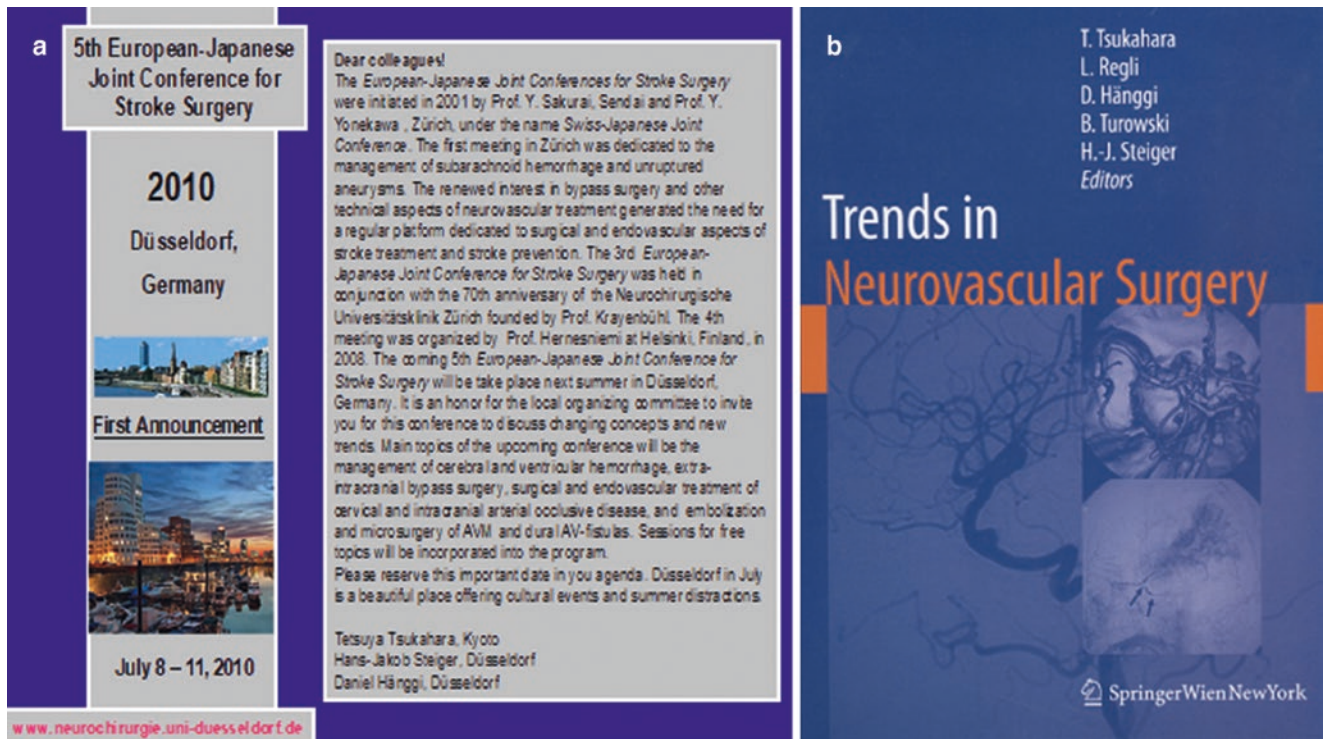 a
5th European-Japanese
Joint Conference for
Stroke Surgery
2010
Düsseldorf,
Germany
First Announcement
July 8 – 11, 2010
www.neurochirurgie.uni-duesseldorf.de
Dear colleagues!
The European-Japanese Joint Conferences for Stroke Surgery
were initiated in 2001 by Prof. Y. Sakurai, Sendai and Prof. Y.
Yonekawa , Zürich, under the name Swiss-Japanese Joint
Conference. The first meeting in Zürich was dedicated to the
management of subarachnoid hemorrhage and unruptured
aneurysms. The renewed interest in bypass surgery and other
technical aspects of neurovascular treatment generated the need for
a regular platform dedicated to surgical and endovascular aspects of
stroke treatment and stroke prevention. The 3rd European-
Japanese Joint Conference for Stroke Surgery was held in
conjunction with the 70th anniversary of the Neurochirurgische
Universitätsklinik Zürich founded by Prof. Krayenbühl. The 4th
meeting was organized by Prof. Hernesniemi at Helsinki, Finland, in
2008. The coming 5th European-Japanese Joint Conference for
Stroke Surgery will be take place next summer in Düsseldorf,
Germany. It is an honor for the local organizing committee to invite
you for this conference to discuss changing concepts and new
trends. Main topics of the upcoming conference will be the
management of cerebral and ventricular hemorrhage, extra-
intracranial bypass surgery, surgical and endovascular treatment of
cervical and intracranial arterial occlusive disease, and embolization
and microsurgery of AVM and dural AV-fistulas. Sessions for free
topics will be incorporated into the program.
Please reserve this important date in you agenda. Düsseldorf in July
is a beautiful place offering cultural events and summer distractions.
Tetsuya Tsukahara, Kyoto
Hans-Jakob Steiger, Düsseldorf
Daniel Hänggi, Düsseldorf
b
T. Tsukahara
L. Regli
D. Hänggi
B. Turowski
H.-J. Steiger
Editors
Trends in
Neurovascular Surgery
SpringerWienNewYork